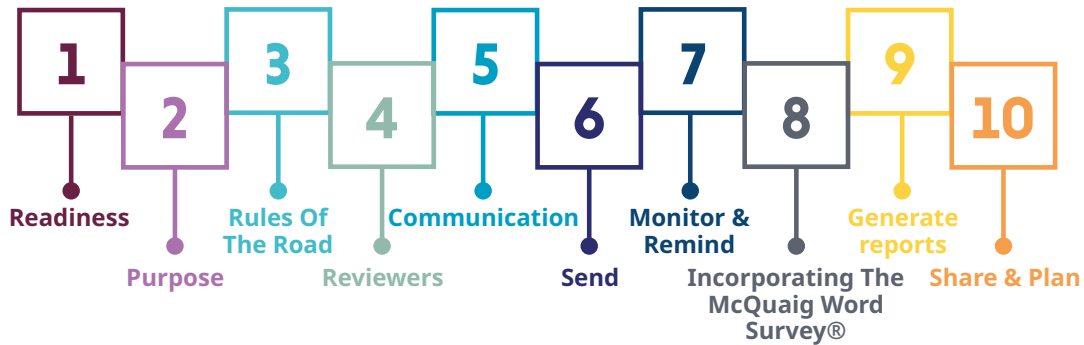 1
Readiness
2
Purpose
3
Rules Of
The Road
4
Reviewers
5
Communication
6
Send
7
Monitor &
Remind
8
Incorporating The
McQuaig Word
Survey®
9
Generate
reports
10
Share & Plan